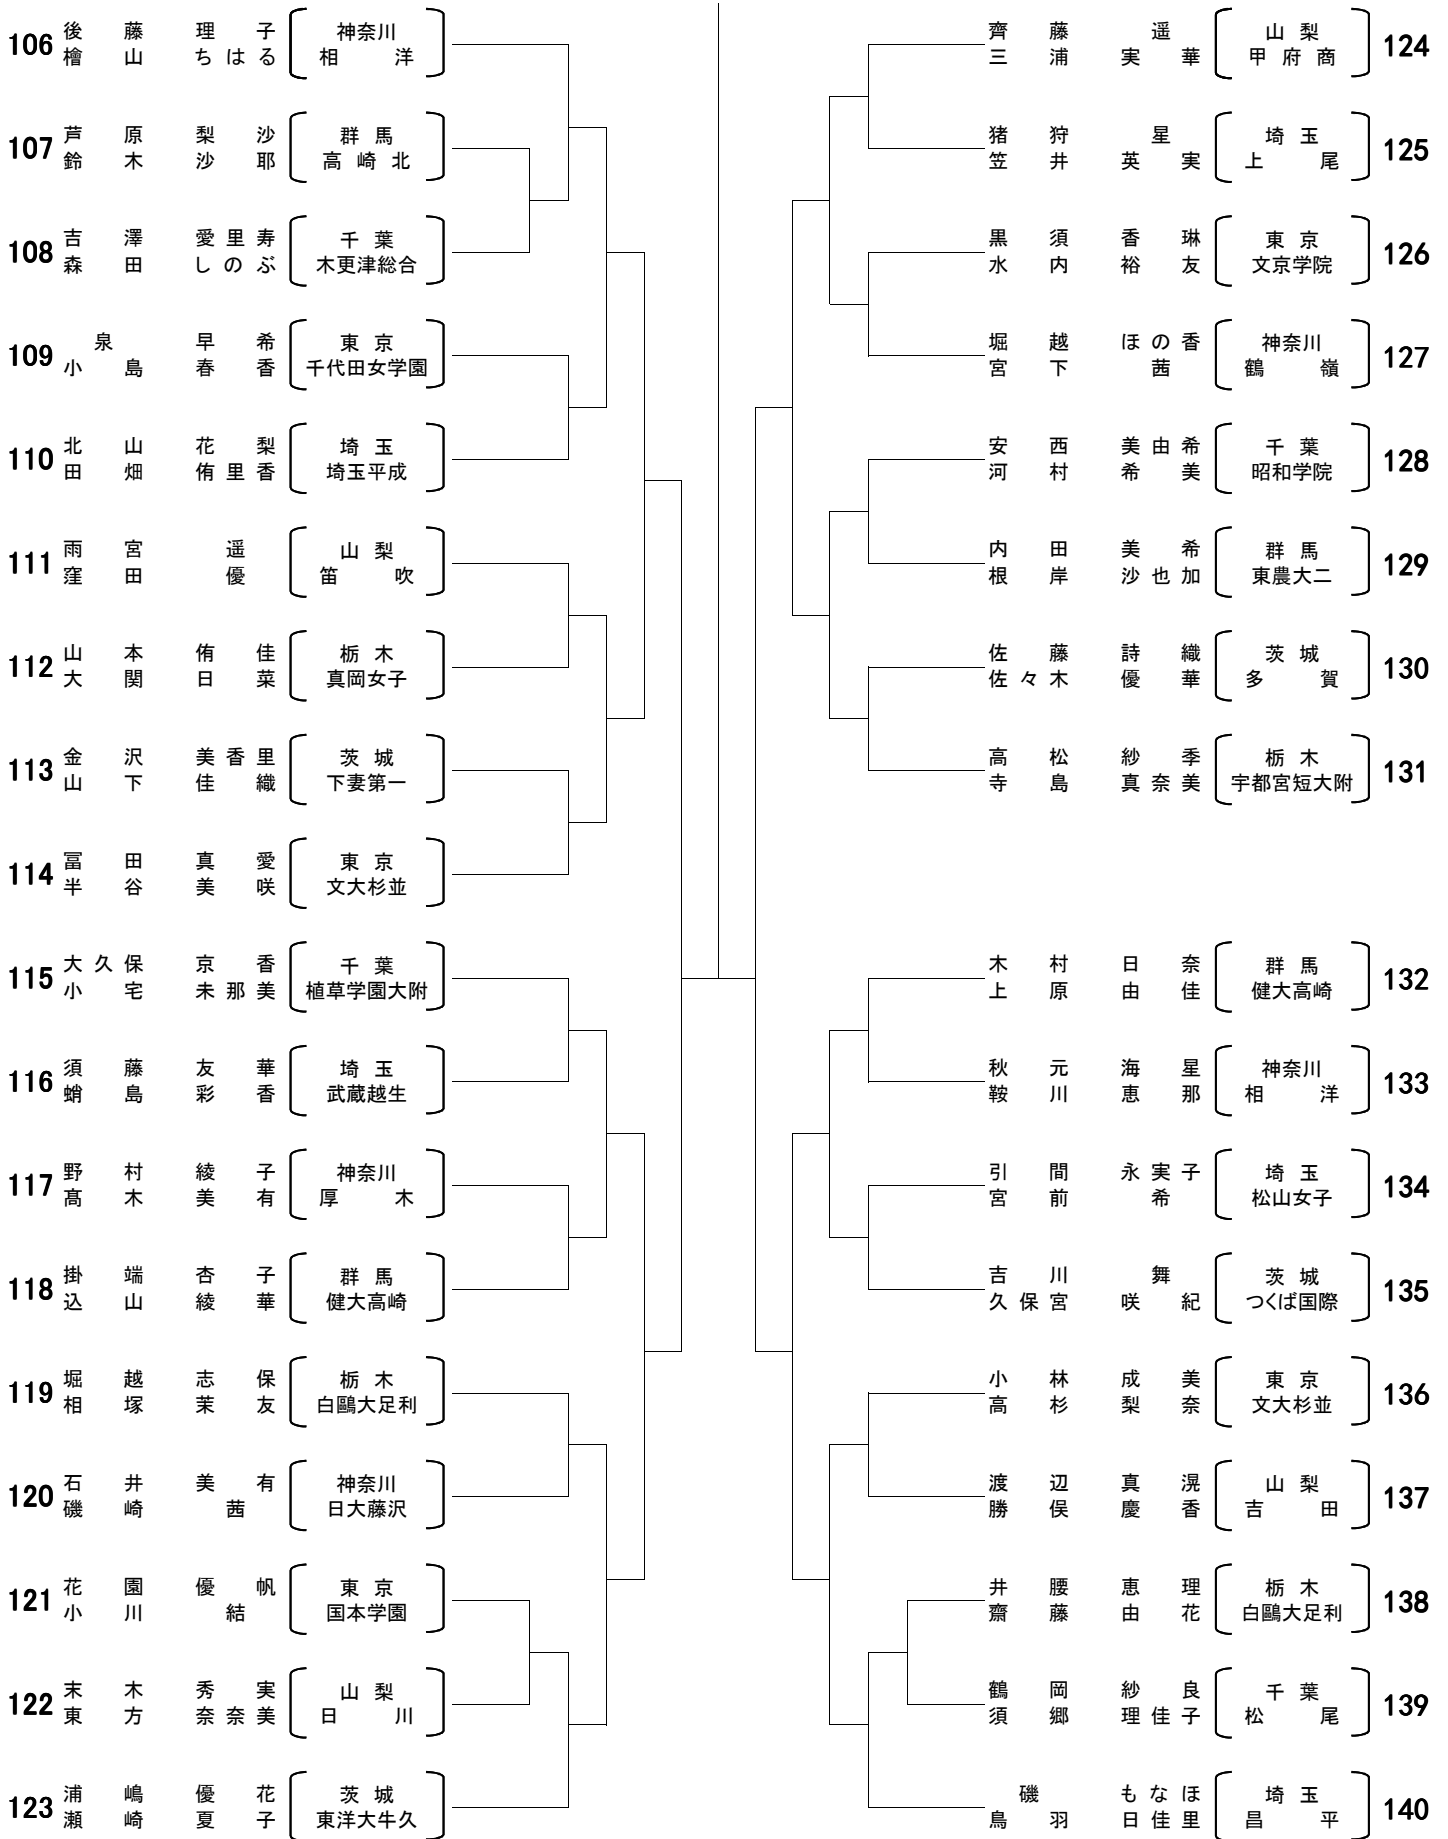 106 後藤理子 檜山ちはる 神奈川 相洋
107 芦原梨沙 鈴木沙耶 群馬 高崎北
108 吉澤愛里寿 森田しのぶ 千葉 木更津総合
109 泉早希 小島春香 東京 千代田女学園
110 北山花梨 田畑侑里香 埼玉 埼玉平成
111 雨宮遥 窪田優 山梨 笛吹
112 山本侑佳 大関日菜 栃木 真岡女子
113 金沢美香里 山下佳織 茨城 下妻第一
114 冨田真愛 半谷美咲 東京 文大杉並
115 大久保京香 小宅未那美 千葉 植草学園大附
116 須藤友華 蛸島彩香 埼玉 武蔵越生
117 野村綾子 髙木美有 神奈川 厚木
118 掛端杏子 込山綾華 群馬 健大高崎
119 堀越志保 相塚茉友 栃木 白鷗大足利
120 石井美有 磯崎茜 神奈川 日大藤沢
121 花園優帆 小川結 東京 国本学園
122 末木秀実 東方奈奈美 山梨 日川
123 浦嶋優花 瀬崎夏子 茨城 東洋大牛久
齊藤遥 三浦実華 山梨 甲府商 124
猪狩星 笠井英実 埼玉 上尾 125
黒須香琳 水内裕友 東京 文京学院 126
堀越ほの香 宮下茜 神奈川 鶴嶺 127
安西美由希 河村希美 千葉 昭和学院 128
内田美希 根岸沙也加 群馬 東農大二 129
佐藤詩織 佐々木優華 茨城 多賀 130
高松紗季 寺島真奈美 栃木 宇都宮短大附 131
木村日奈 上原由佳 群馬 健大高崎 132
秋元海星 鞍川恵那 神奈川 相洋 133
引間永実子 宮前希 埼玉 松山女子 134
吉川舞 久保宮咲紀 茨城 つくば国際 135
小林成美 高杉梨奈 東京 文大杉並 136
渡辺真滉 勝俣慶香 山梨 吉田 137
井腰恵理 齋藤由花 栃木 白鷗大足利 138
鶴岡紗良 須郷理佳子 千葉 松尾 139
磯もなほ 鳥羽日佳里 埼玉 昌平 140